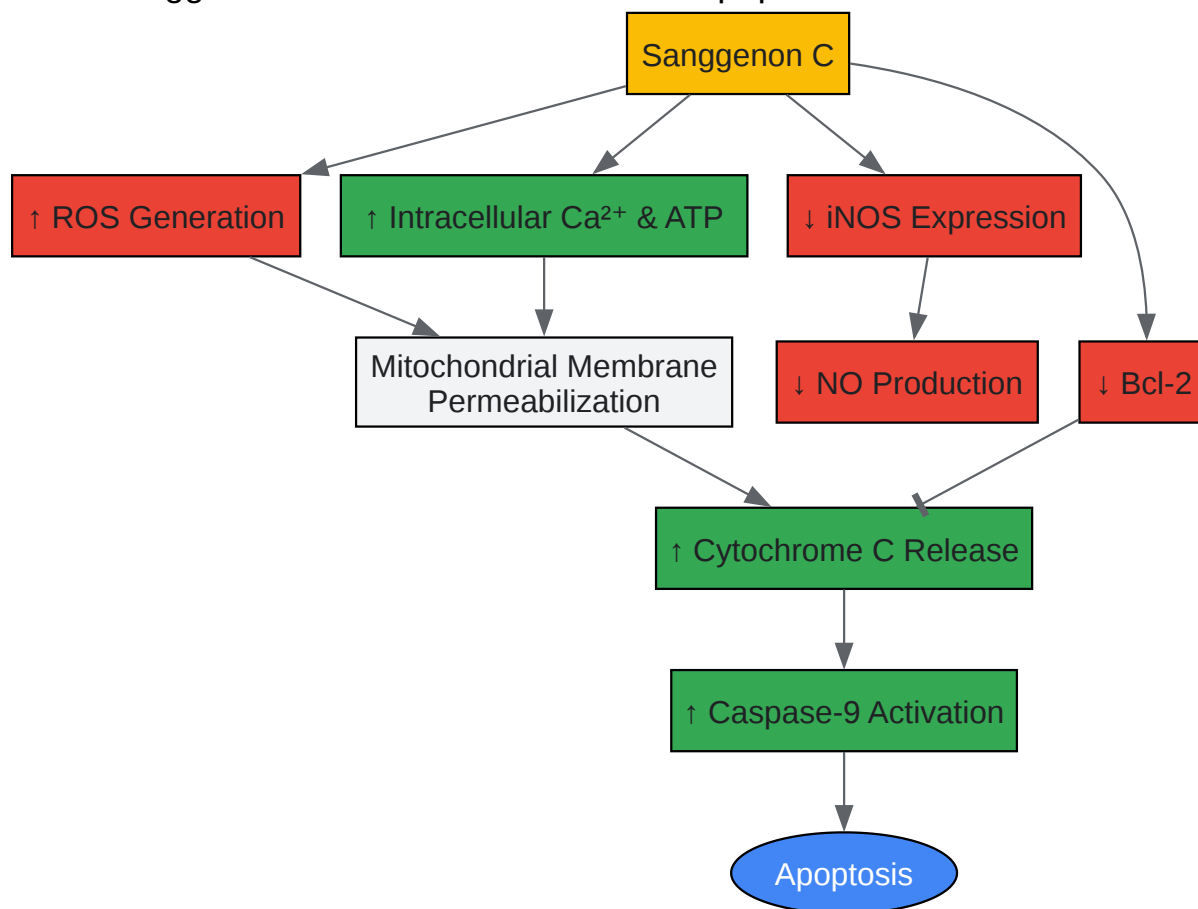 Sanggenon C
↑ ROS Generation
↑ Intracellular Ca²⁺ & ATP
↓ iNOS Expression
Mitochondrial Membrane
Permeabilization
↓ NO Production
↓ Bcl-2
↑ Cytochrome C Release
↑ Caspase-9 Activation
Apoptosis